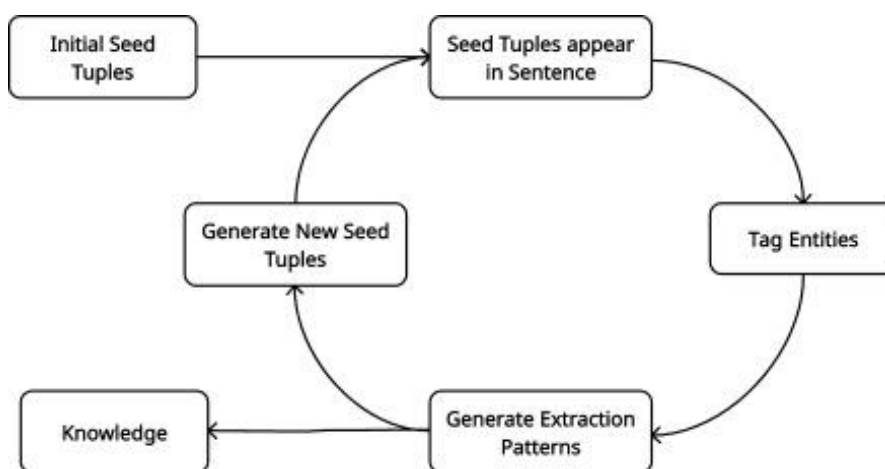 Initial Seed
Tuples
Seed Tuples appear
in Sentence
Generate New Seed
Tuples
Tag Entities
Knowledge
Generate Extraction
Patterns